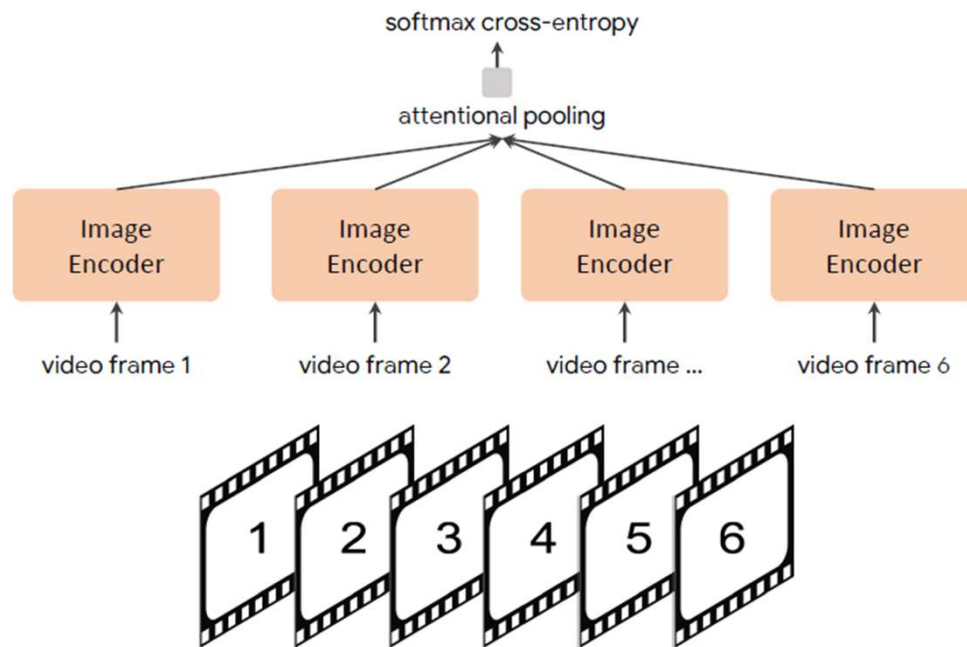 softmax cross-entropy
attentional pooling
Image Encoder
Image Encoder
Image Encoder
Image Encoder
video frame 1
video frame 2
video frame ...
video frame 6
1 2 3 4 5 6